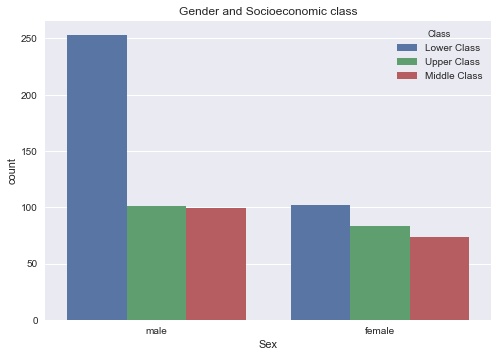 Gender and Socioeconomic class
Class
Lower Class
Upper Class
Middle Class
250
200
150
100
50
0
count
male
female
Sex